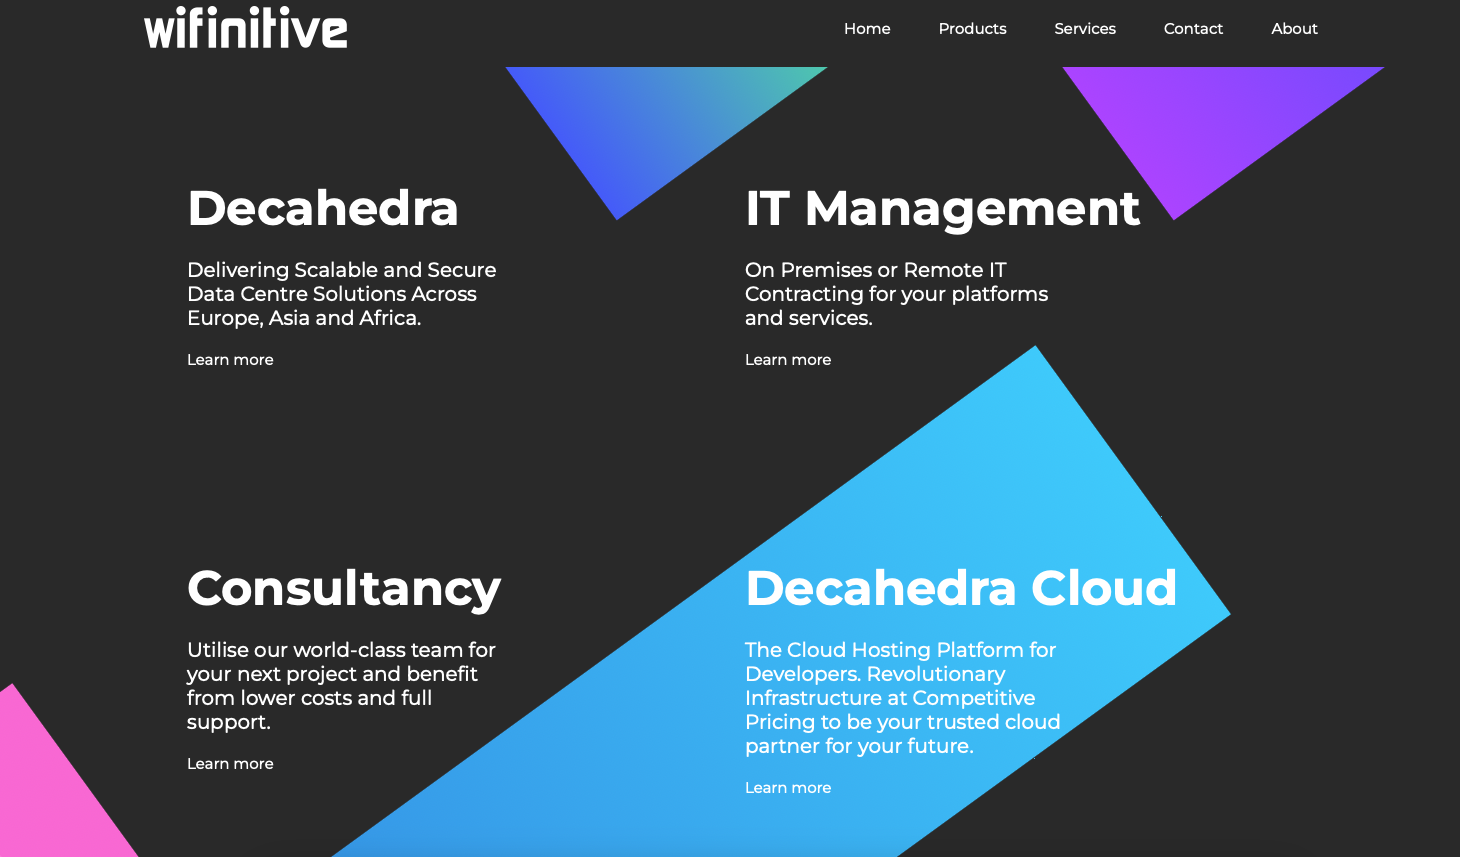 wifinitive
Home Products Services Contact About
Decahedra
Delivering Scalable and Secure
Data Centre Solutions Across
Europe, Asia and Africa.
Learn more
IT Management
On Premises or Remote IT
Contracting for your platforms
and services.
Learn more
Consultancy
Utilise our world-class team for
your next project and benefit
from lower costs and full
support.
Learn more
Decahedra Cloud
The Cloud Hosting Platform for
Developers. Revolutionary
Infrastructure at Competitive
Pricing to be your trusted cloud
partner for your future.
Learn more